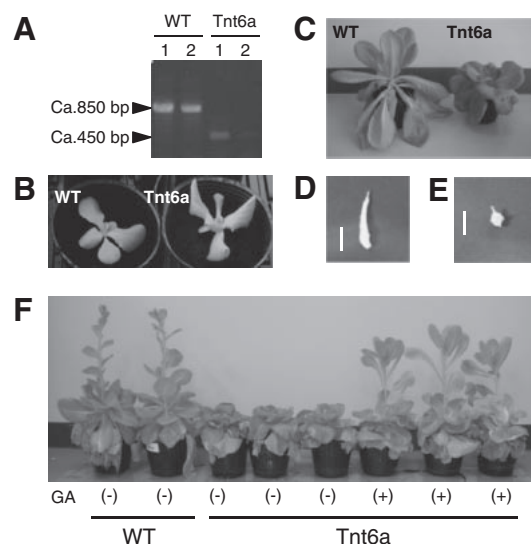 A
WT Tnt6a
1 2 1 2
Ca.850 bp
Ca.450 bp
B
WT Tnt6a
C
WT Tnt6a
D
E
F
GA (-) (-) (-) (-) (-) (+) (+) (+)
WT Tnt6a